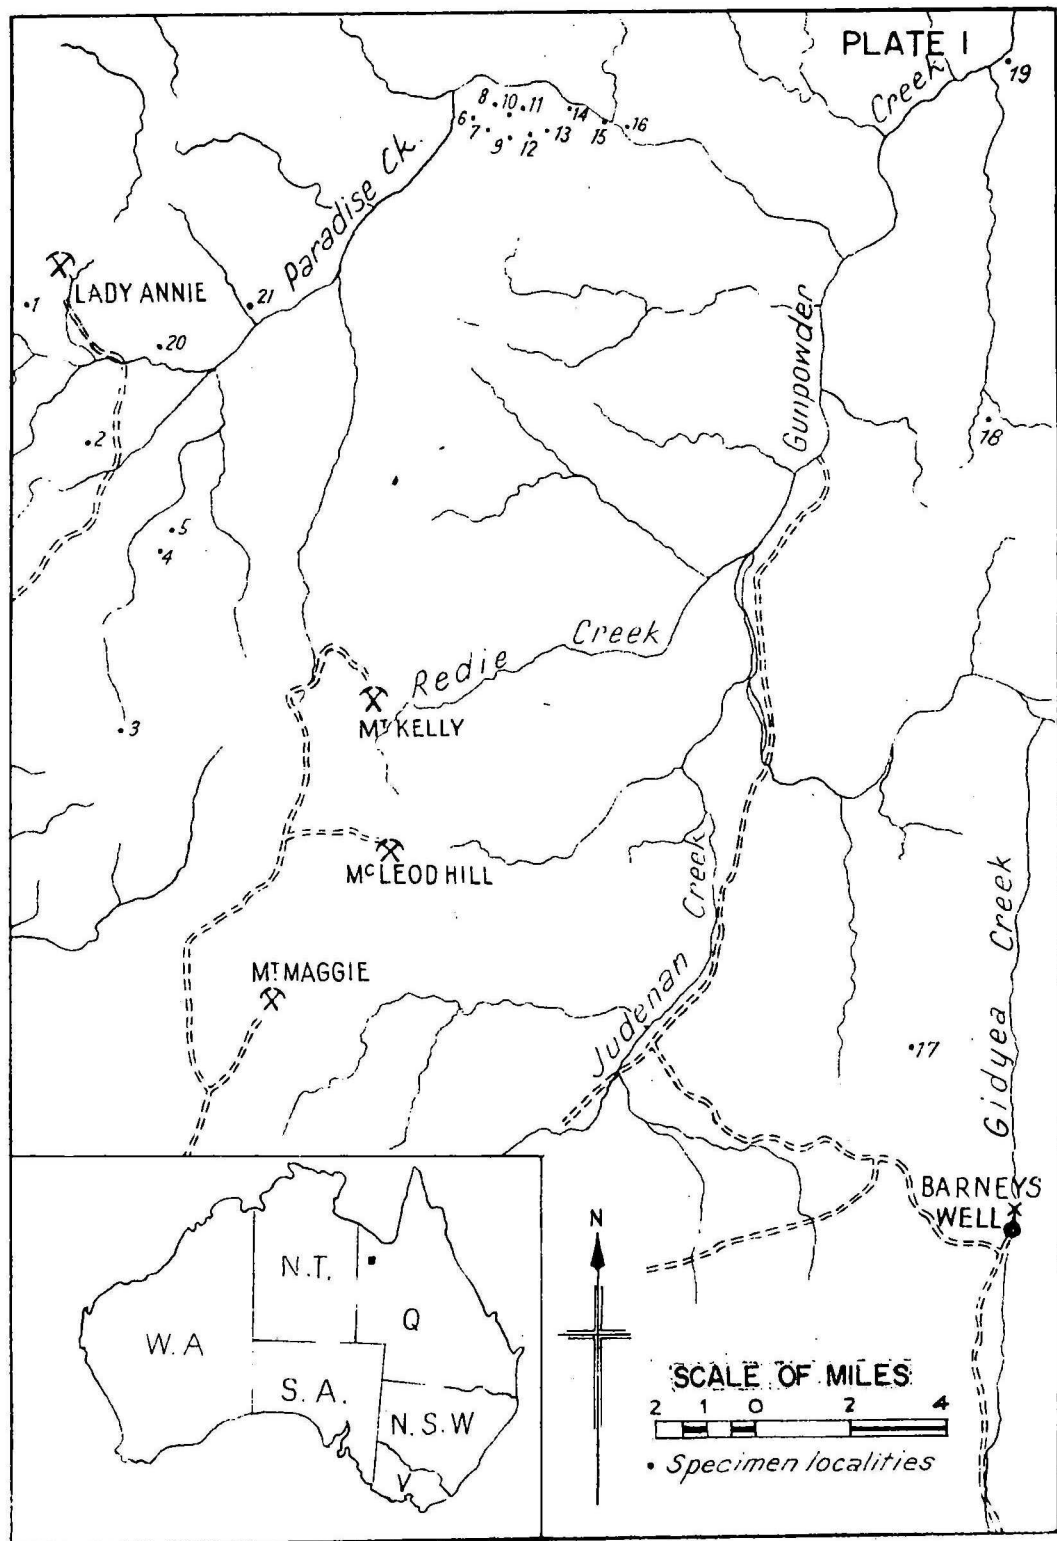 PLATE 1
Creek
19
8 10 11
14
6
7
9
12
13
15
16
Paradise Ck.
LADY ANNIE
1
21
20
Gunpowder
2
18
5
4
Redie Creek
3
MT KELLY
McLEOD HILL
Creek
Judenan
Gidyea Creek
MT MAGGIE
17
BARNEYS
WELL
N
N.T.
Q
W.A
S.A.
N.S.W
V
SCALE OF MILES
2 1 0 2 4
• Specimen localities